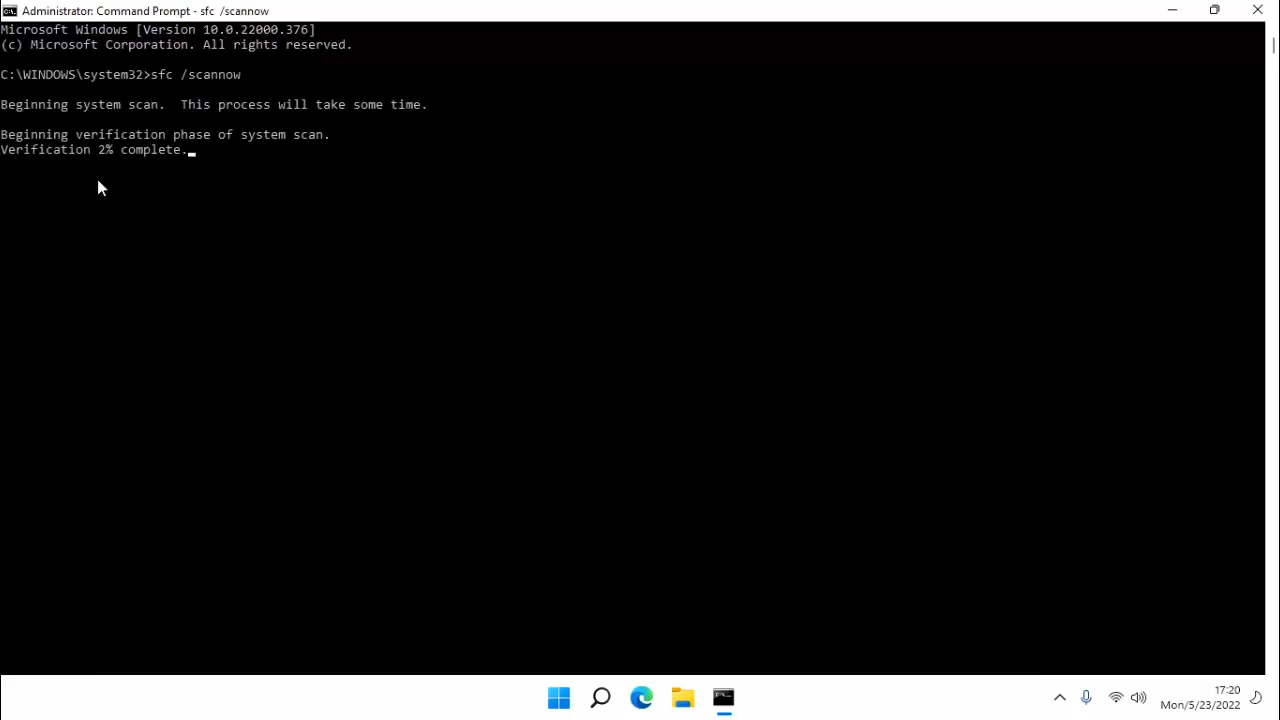 Administrator: Command Prompt - sfc /scannow
Microsoft Windows [Version 10.0.22000.376]
(c) Microsoft Corporation. All rights reserved.
C:\WINDOWS\system32>sfc /scannow
Beginning system scan.  This process will take some time.
Beginning verification phase of system scan.
Verification 2% complete.
17:20
Mon/5/23/2022